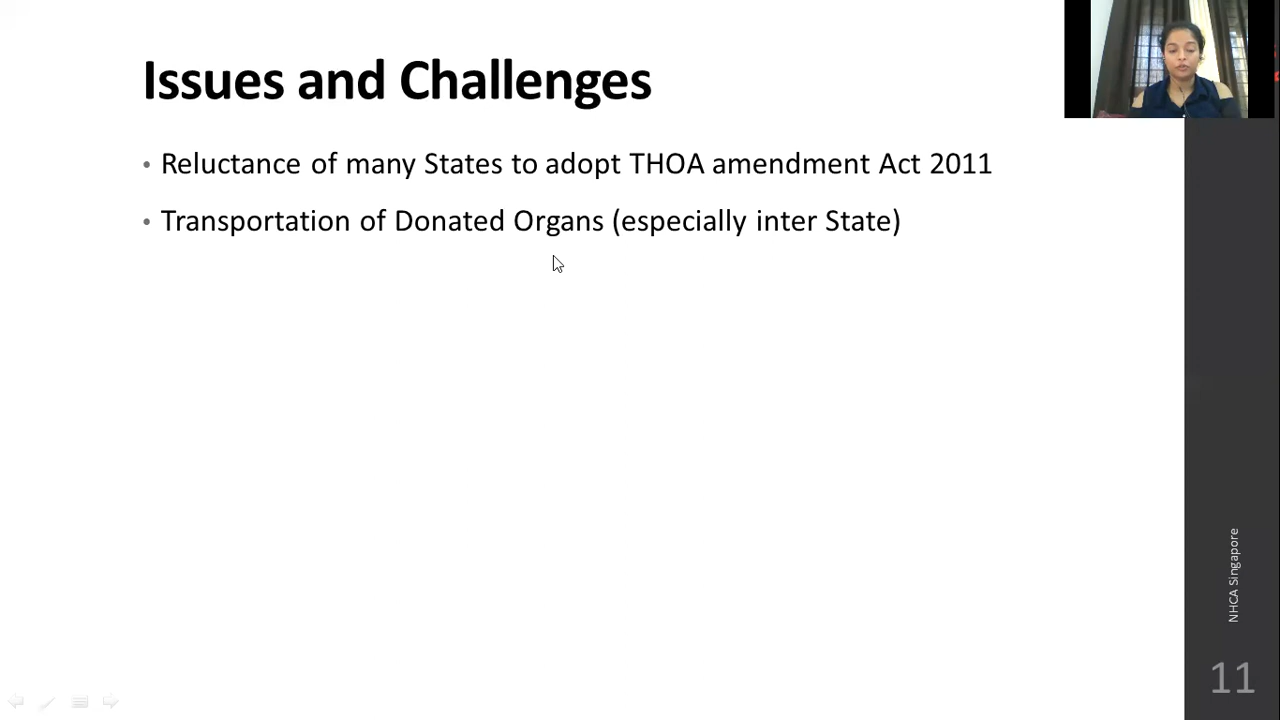 Issues and Challenges
• Reluctance of many States to adopt THOA amendment Act 2011
• Transportation of Donated Organs (especially inter State)
NHCA Singapore
11